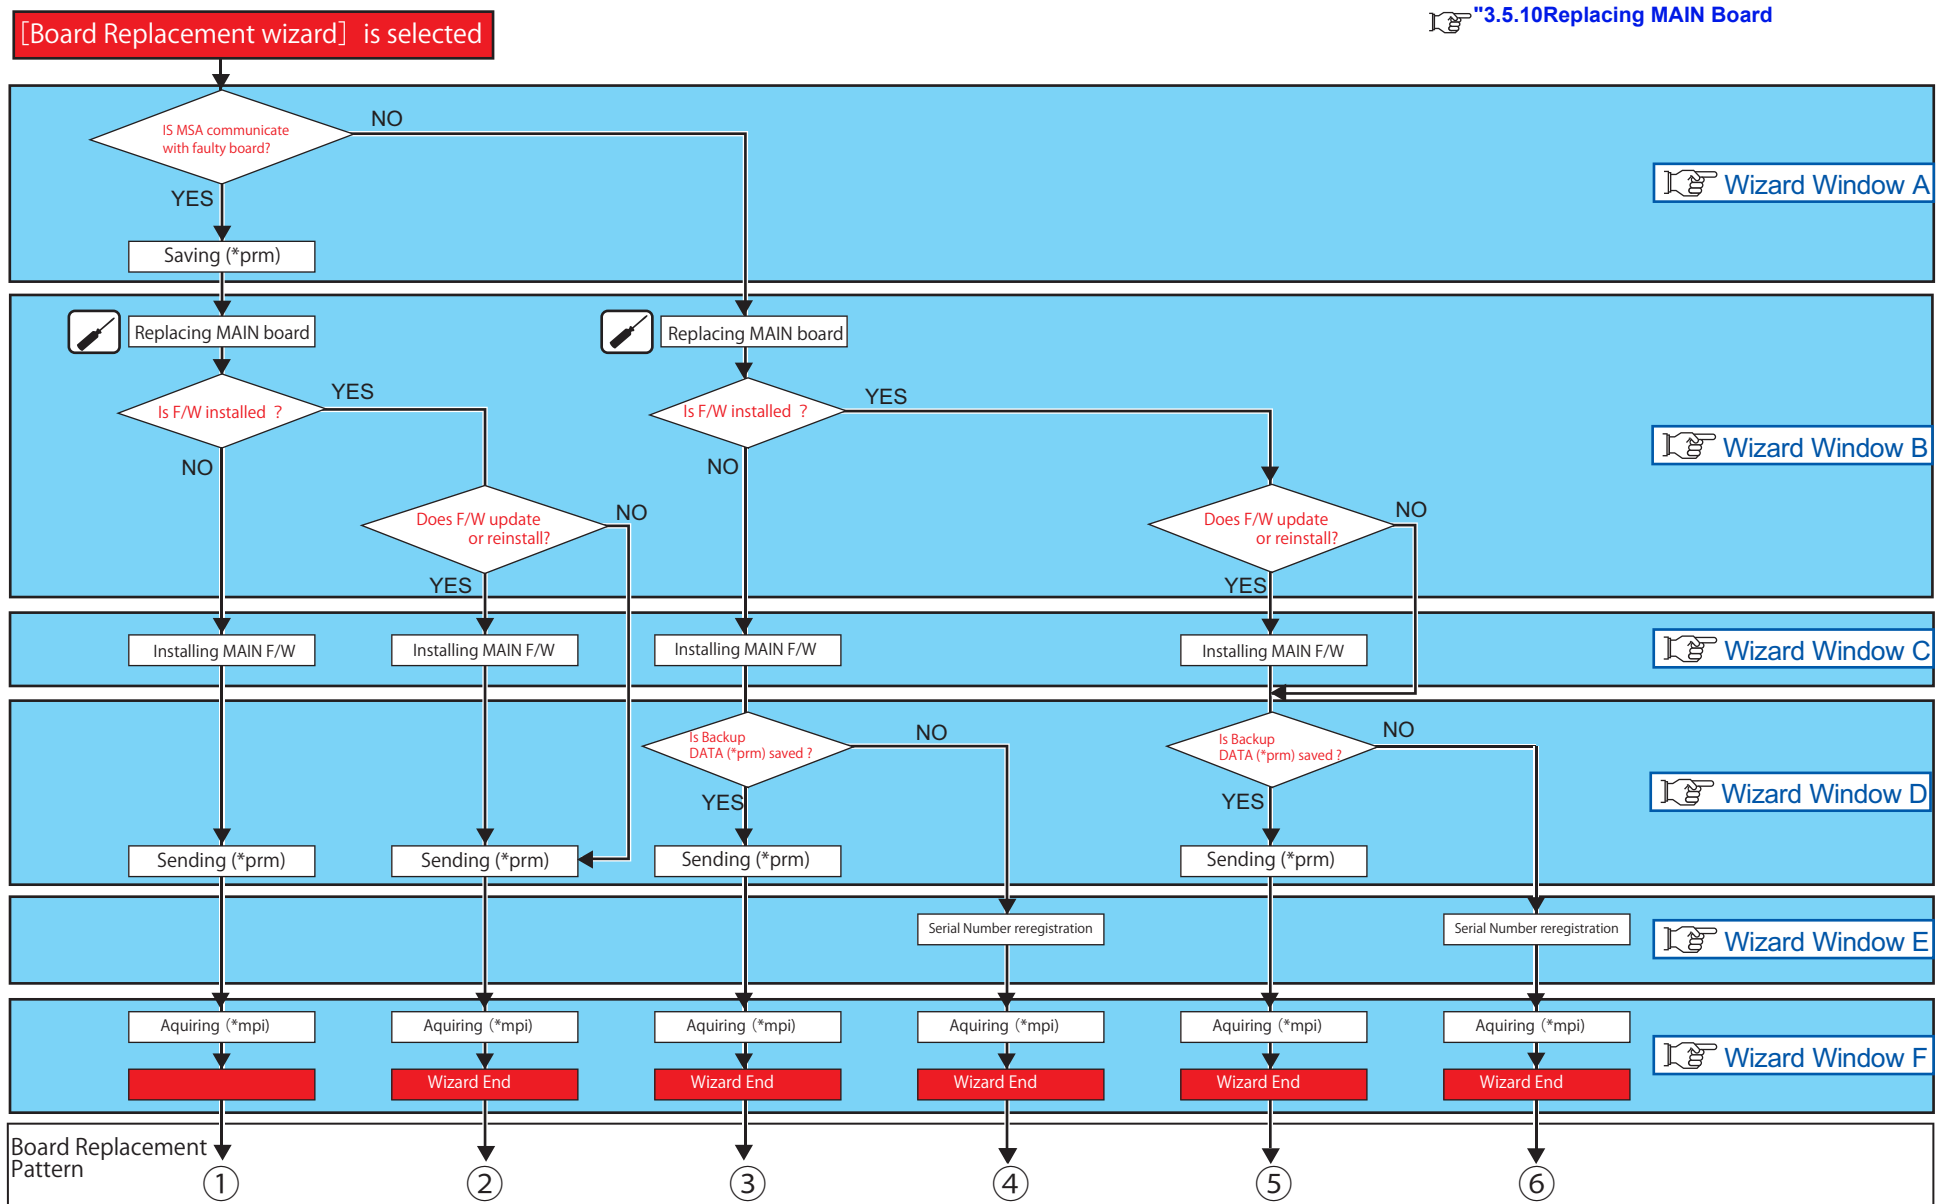 "3.5.10Replacing MAIN Board
[Board Replacement wizard] is selected
IS MSA communicate
with faulty board?
NO
YES
Saving (*prm)
Wizard Window A
Replacing MAIN board
Replacing MAIN board
Is F/W installed ?
YES
NO
Is F/W installed ?
YES
NO
Wizard Window B
Does F/W update
or reinstall?
NO
YES
Does F/W update
or reinstall?
NO
YES
Installing MAIN F/W
Installing MAIN F/W
Installing MAIN F/W
Installing MAIN F/W
Wizard Window C
Is Backup
DATA (*prm) saved ?
NO
YES
Is Backup
DATA (*prm) saved ?
NO
YES
Wizard Window D
Sending (*prm)
Sending (*prm)
Sending (*prm)
Sending (*prm)
Serial Number reregistration
Serial Number reregistration
Wizard Window E
Aquiring (*mpi)
Aquiring (*mpi)
Aquiring (*mpi)
Aquiring (*mpi)
Aquiring (*mpi)
Aquiring (*mpi)
Wizard Window F
Wizard End
Wizard End
Wizard End
Wizard End
Wizard End
Board Replacement
Pattern
① ② ③ ④ ⑤ ⑥